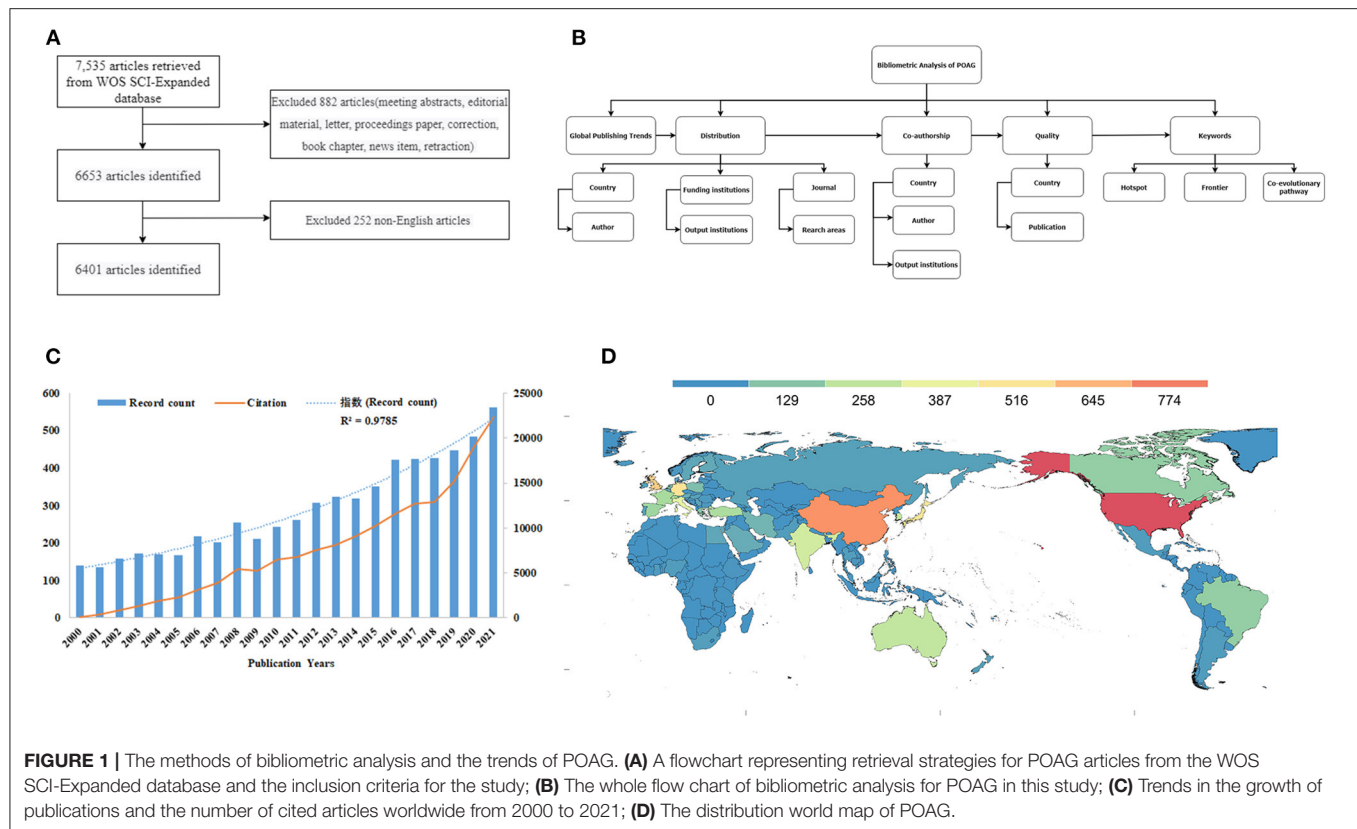 A
7,535 articles retrieved
from WOS SCI-Expanded
database
Excluded 882 articles(meeting abstracts, editorial
material, letter, proceedings paper, correction,
book chapter, news item, retraction)
6653 articles identified
Excluded 252 non-English articles
6401 articles identified
B
Bibliometric Analysis of POAG
Global Publishing Trends
Distribution
Co-authorship
Quality
Keywords
Country
Author
Funding institutions
Output institutions
Journal
Rearch areas
Country
Author
Output institutions
Country
Publication
Hotspot
Frontier
Co-evolutionary
pathway
C
Record count
Citation
指数 (Record count)
R² = 0.9785
600
500
400
300
200
100
0
25000
20000
15000
10000
5000
0
2000 2001 2002 2003 2004 2005 2006 2007 2008 2009 2010 2011 2012 2013 2014 2015 2016 2017 2018 2019 2020 2021
Publication Years
D
0 129 258 387 516 645 774
FIGURE 1 | The methods of bibliometric analysis and the trends of POAG. (A) A flowchart representing retrieval strategies for POAG articles from the WOS
SCI-Expanded database and the inclusion criteria for the study; (B) The whole flow chart of bibliometric analysis for POAG in this study; (C) Trends in the growth of
publications and the number of cited articles worldwide from 2000 to 2021; (D) The distribution world map of POAG.